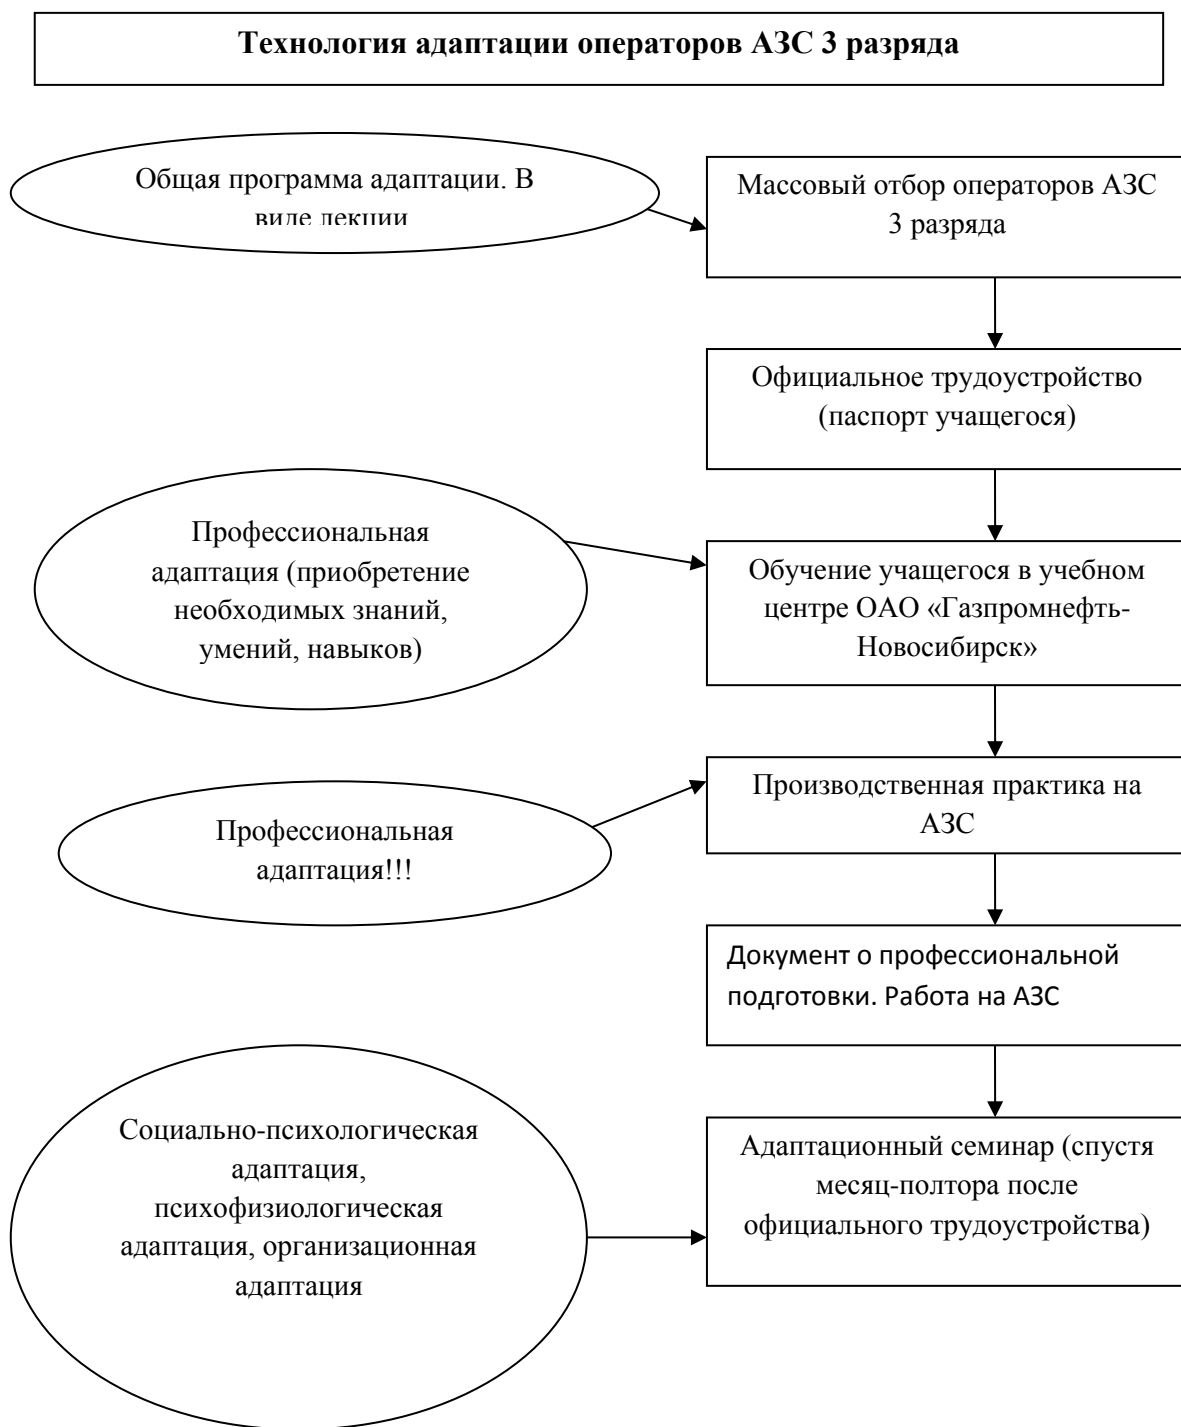 Технология адаптации операторов АЗС 3 разряда
Общая программа адаптации. В
виде лекции
Массовый отбор операторов АЗС
3 разряда
Официальное трудоустройство
(паспорт учащегося)
Профессиональная
адаптация (приобретение
необходимых знаний,
умений, навыков)
Обучение учащегося в учебном
центре ОАО «Газпромнефть-
Новосибирск»
Производственная практика на
АЗС
Профессиональная
адаптация!!!
Документ о профессиональной
подготовки. Работа на АЗС
Социально-психологическая
адаптация,
психофизиологическая
адаптация, организационная
адаптация
Адаптационный семинар (спустя
месяц-полтора после
официального трудоустройства)